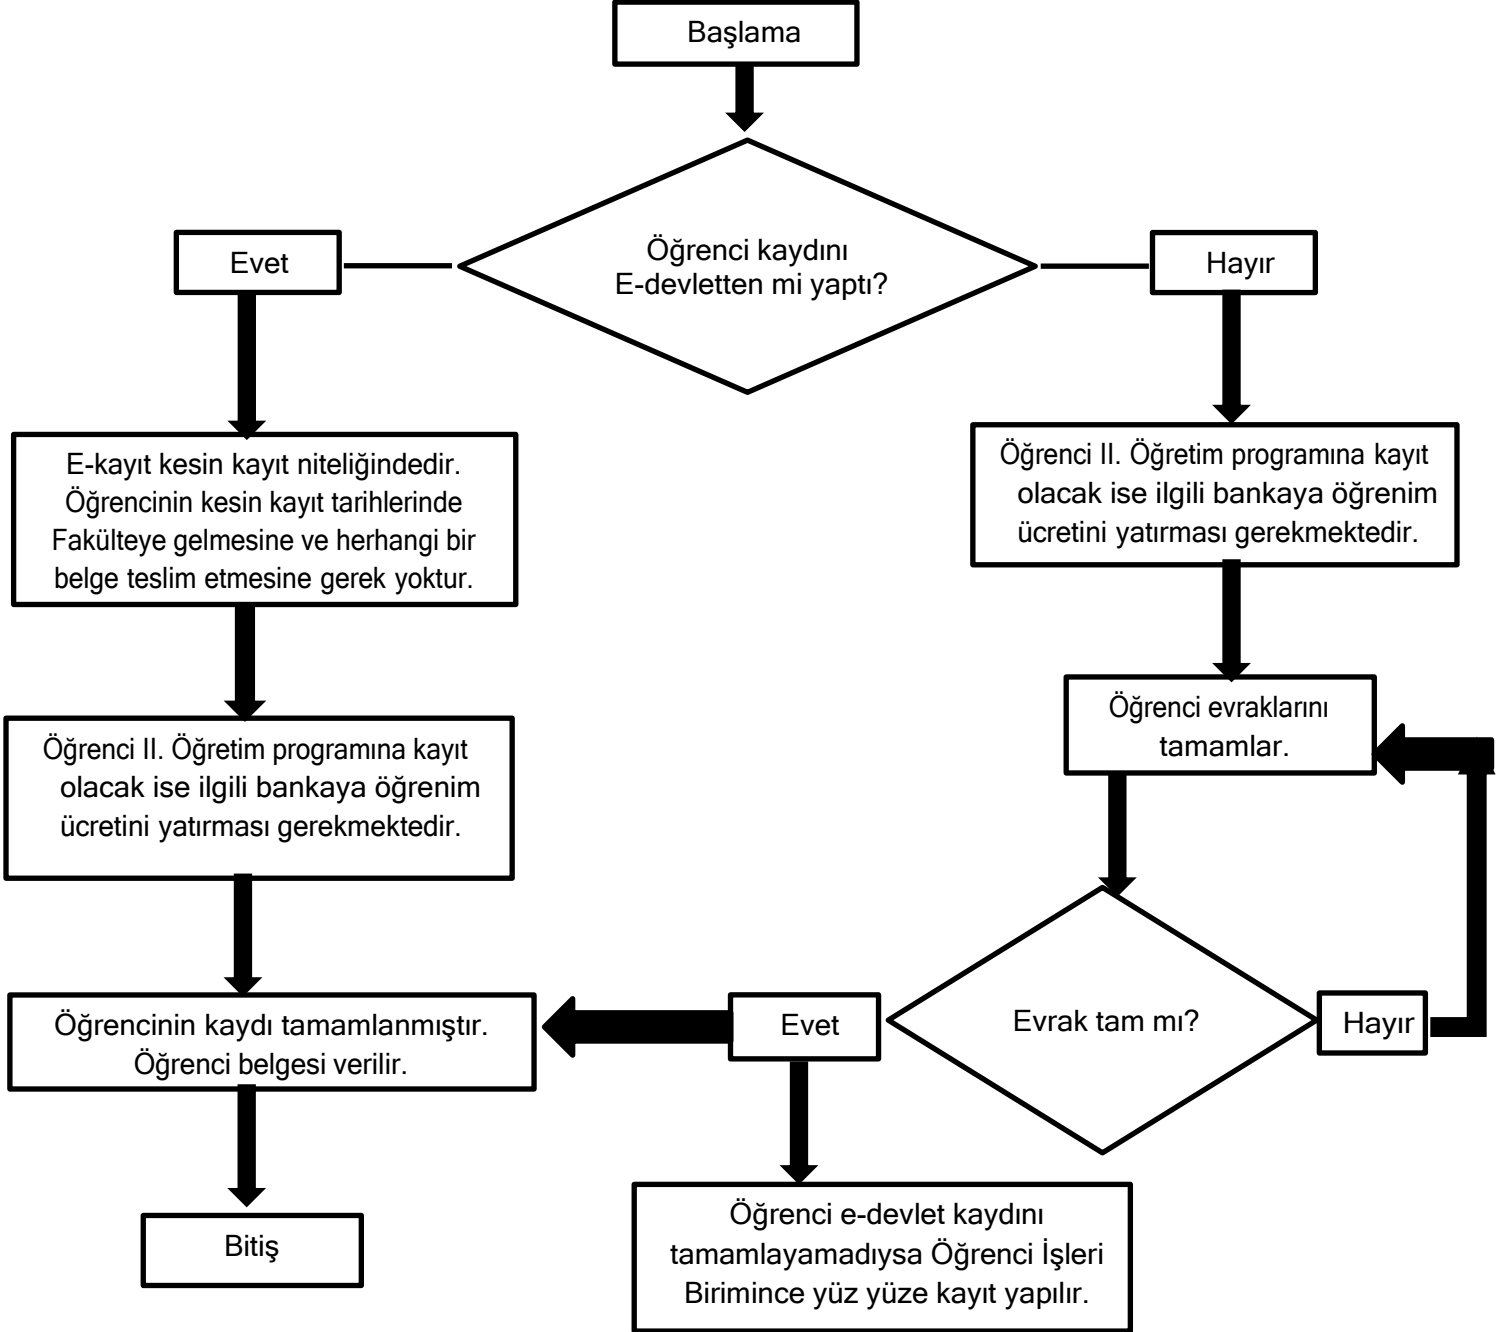 Başlama
Öğrenci kaydını
E-devletten mi yaptı?
Evet
Hayır
E-kayıt kesin kayıt niteliğindedir.
Öğrencinin kesin kayıt tarihlerinde
Fakülteye gelmesine ve herhangi bir
belge teslim etmesine gerek yoktur.
Öğrenci II. Öğretim programına kayıt
olacak ise ilgili bankaya öğrenim
ücretini yatırması gerekmektedir.
Öğrenci II. Öğretim programına kayıt
olacak ise ilgili bankaya öğrenim
ücretini yatırması gerekmektedir.
Öğrenci evraklarını
tamamlar.
Evrak tam mı?
Evet
Hayır
Öğrencinin kaydı tamamlanmıştır.
Öğrenci belgesi verilir.
Bitiş
Öğrenci e-devlet kaydını
tamamlayamadıysa Öğrenci İşleri
Birimince yüz yüze kayıt yapılır.